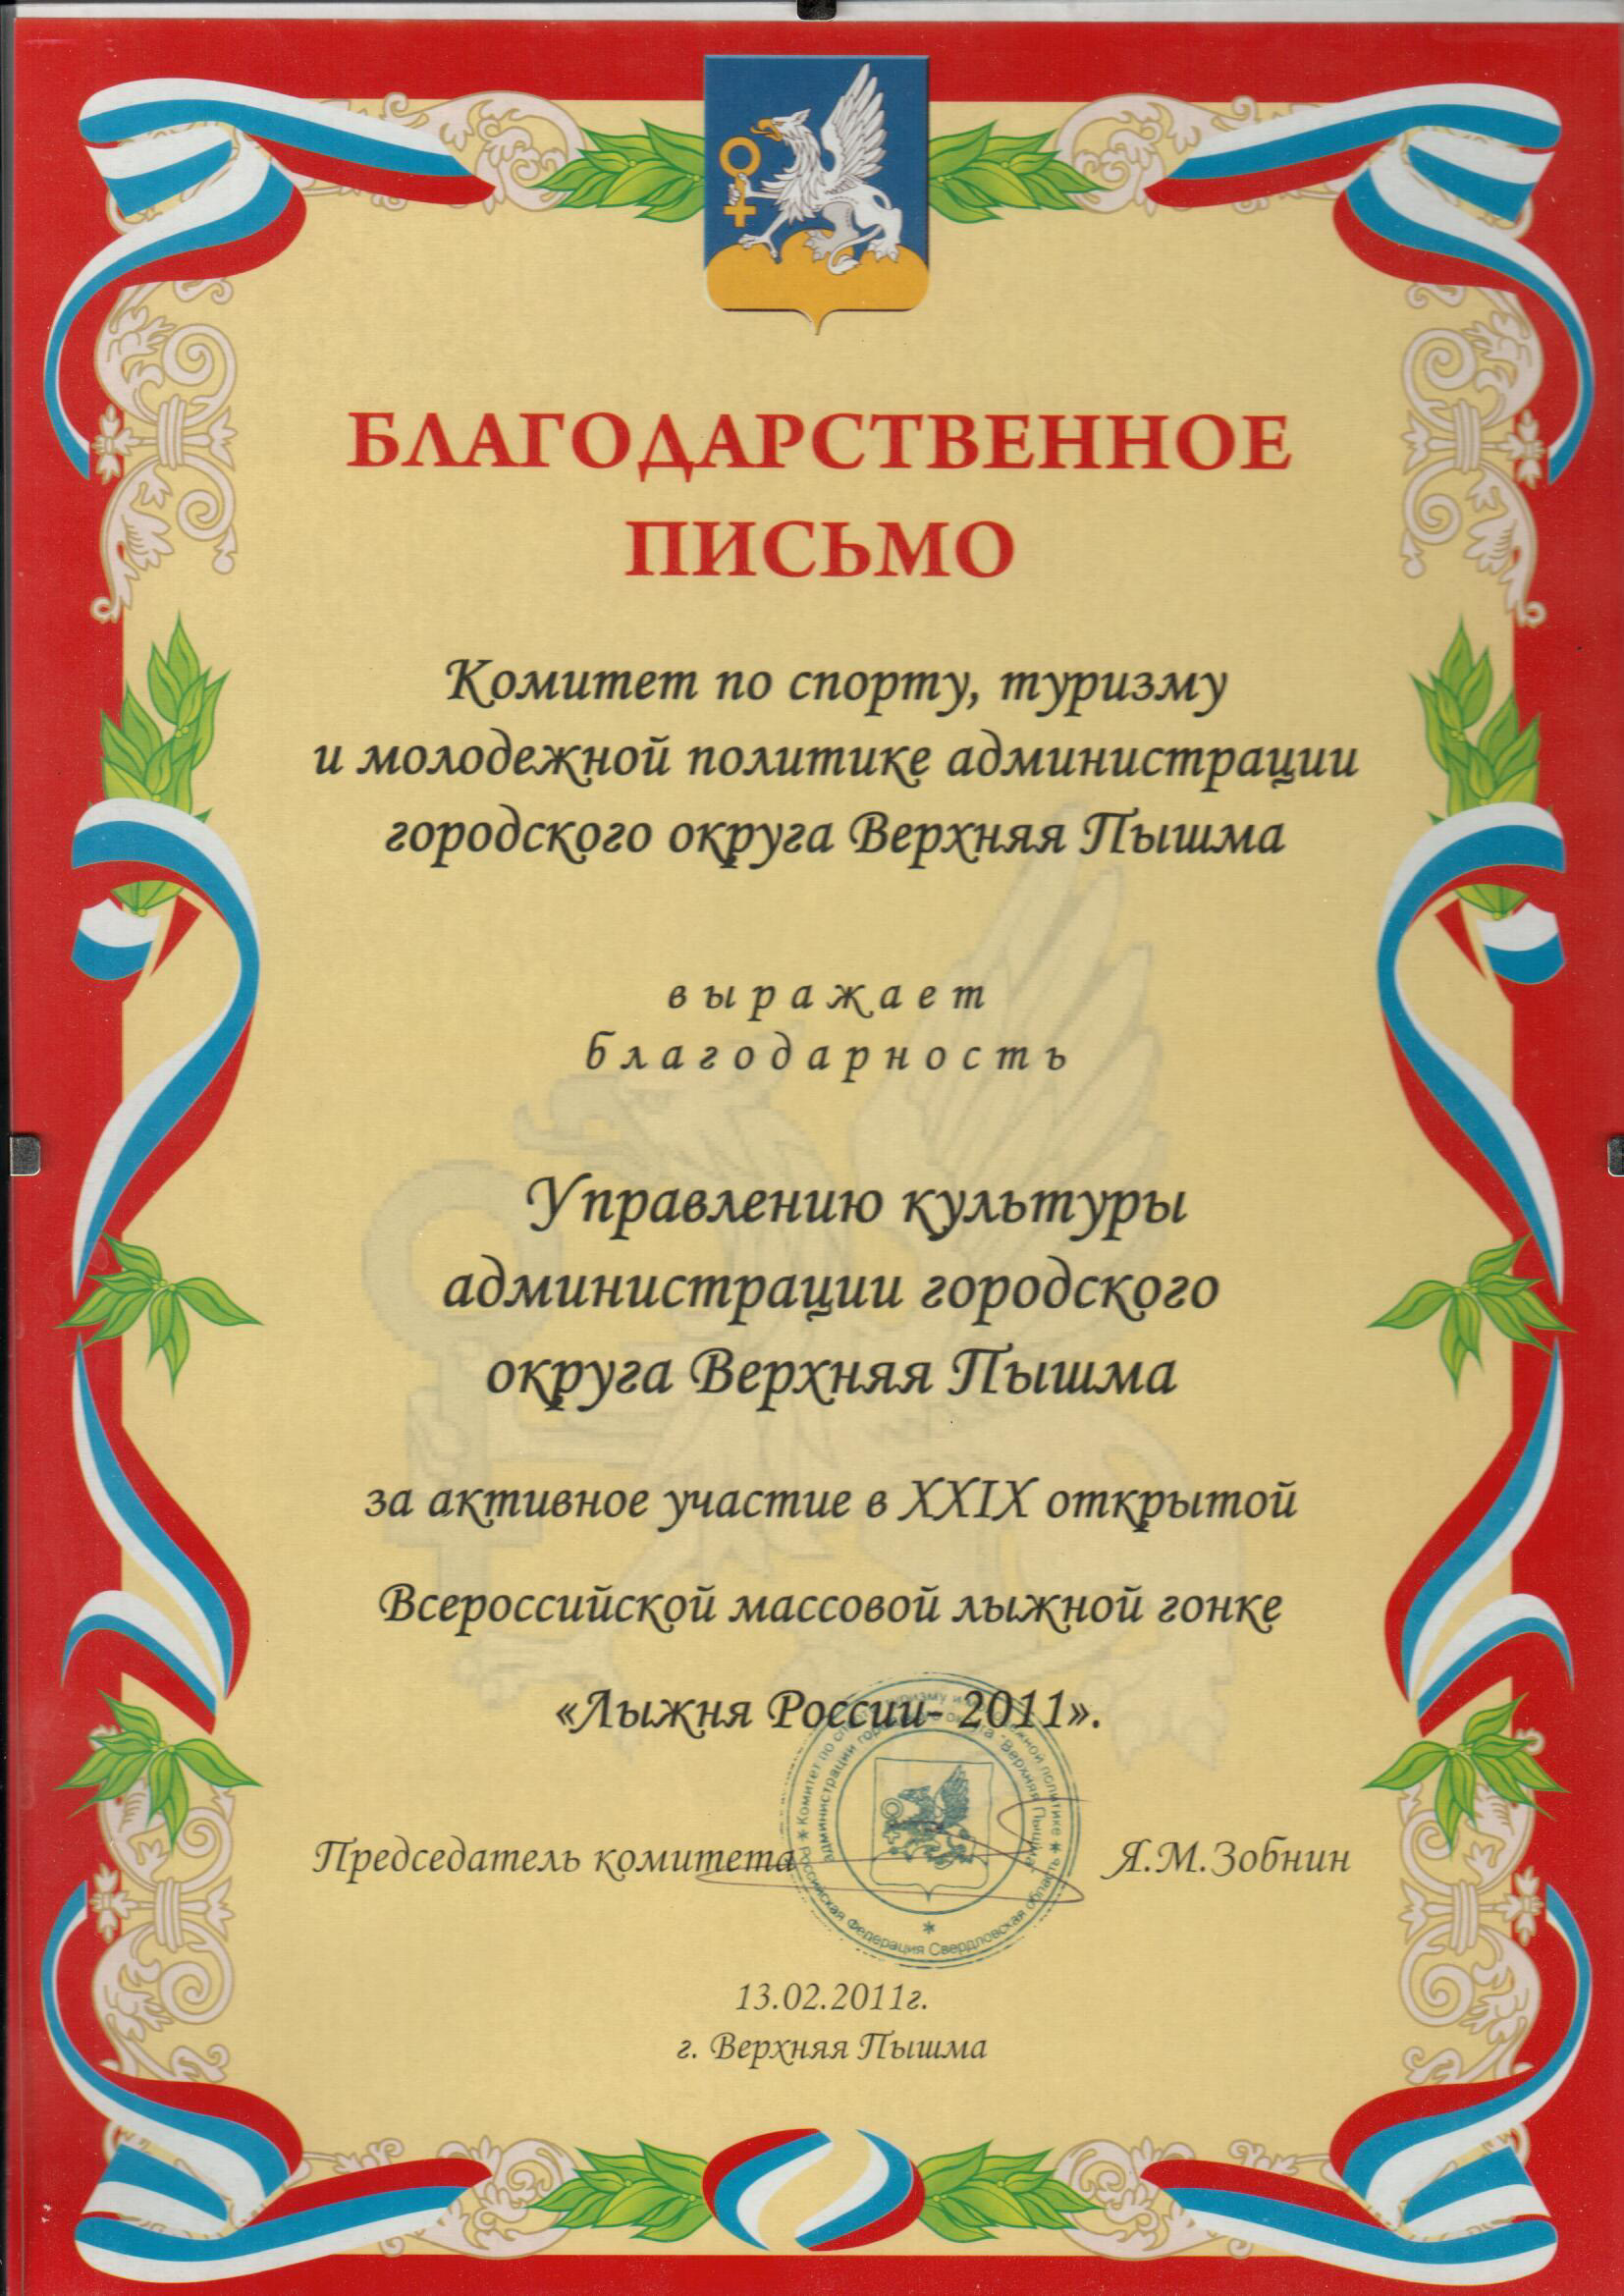 БЛАГОДАРСТВЕННОЕ
ПИСЬМО
Комитет по спорту, туризму
и молодежной политике администрации
городского округа Верхняя Пышма
выражает
благодарность
Управлению культуры
администрации городского
округа Верхняя Пышма
за активное участие в XXIX открытой
Всероссийской массовой лыжной гонке
«Лыжня России- 2011».
Комитет по спорту, туризму и молодежной политике
администрации городского округа "Верхняя Пышма"
Российская Федерация Свердловская область
Председатель комитета
Я.М.Зобнин
13.02.2011г.
г. Верхняя Пышма